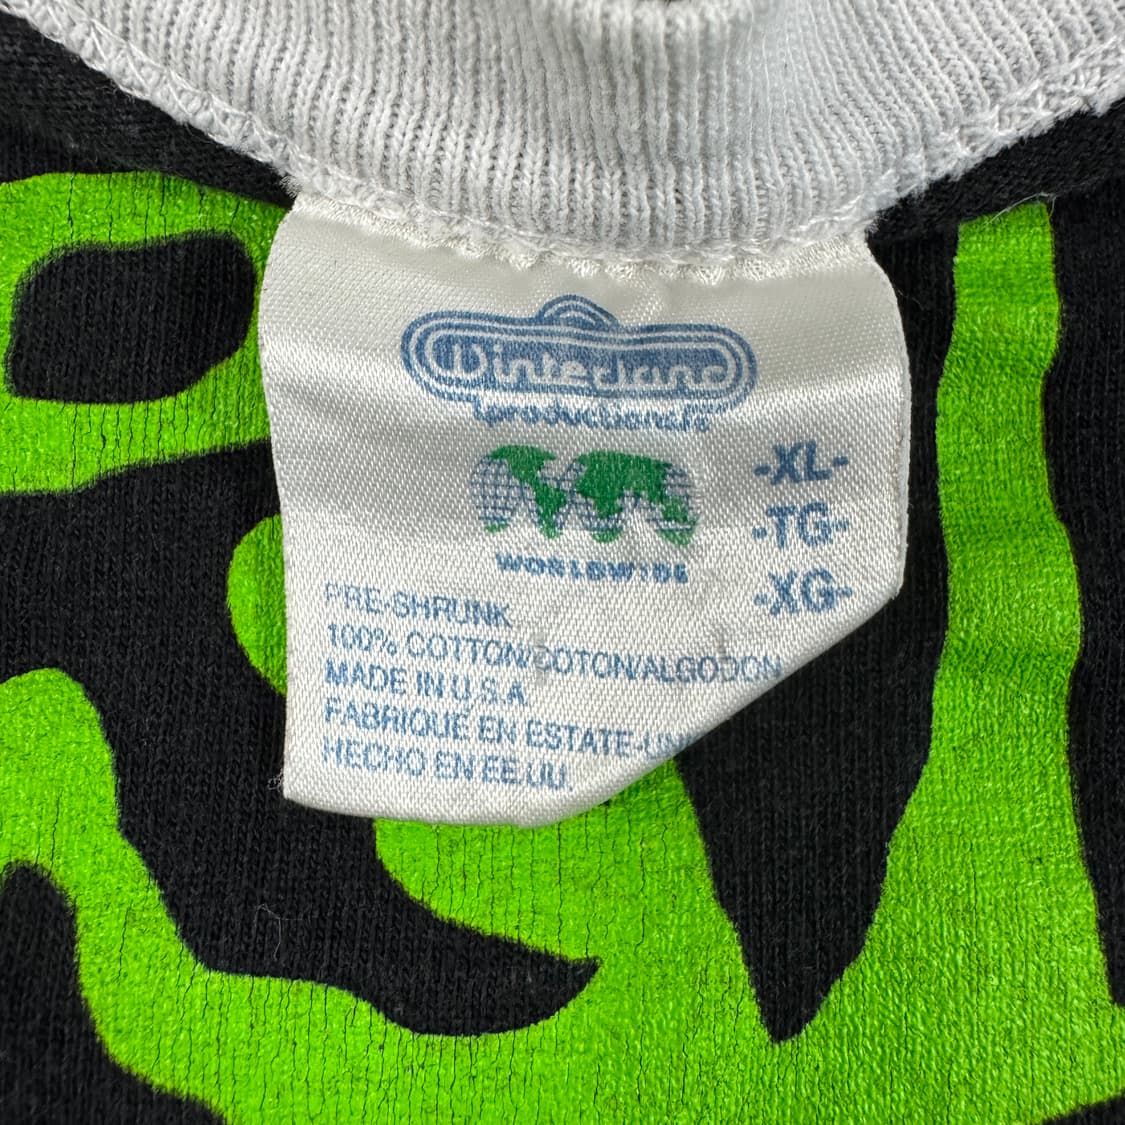 Winterland
productions
WORLDWIDE
-XL-
-TG-
-XG-
PRE-SHRUNK
100% COTTON/COTON/ALGODON
MADE IN U.S.A
FABRIQUÉ EN ESTATE-U
HECHO EN EE.UU.